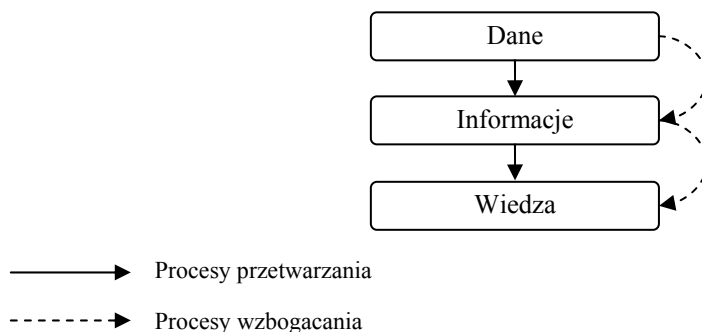 Dane
Informacje
Wiedza
Procesy przetwarzania
Procesy wzbogacania